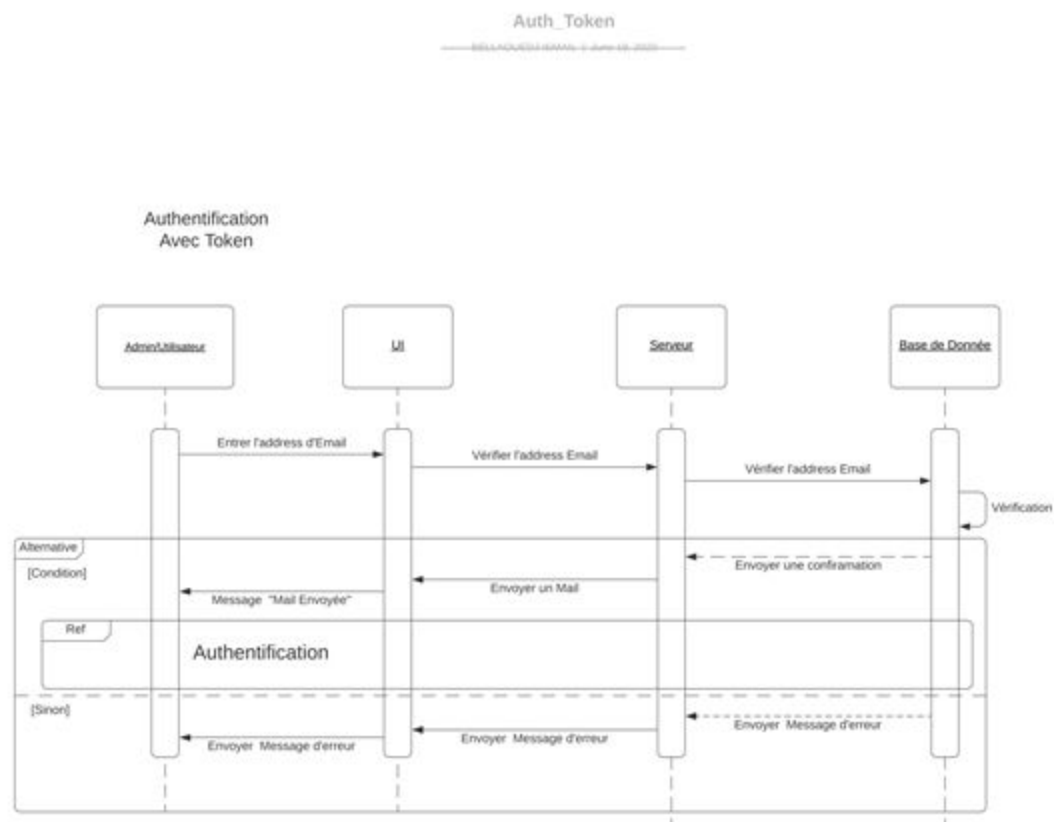 Auth_Token
Authentification
Avec Token
Admin/Utilisateur
UI
Serveur
Base de Donnée
Entrer l'address d'Email
Vérifier l'address Email
Vérifier l'address Email
Vérification
Alternative
[Condition]
Envoyer une confiramation
Envoyer un Mail
Message "Mail Envoyée"
Ref
Authentification
[Sinon]
Envoyer Message d'erreur
Envoyer Message d'erreur
Envoyer Message d'erreur